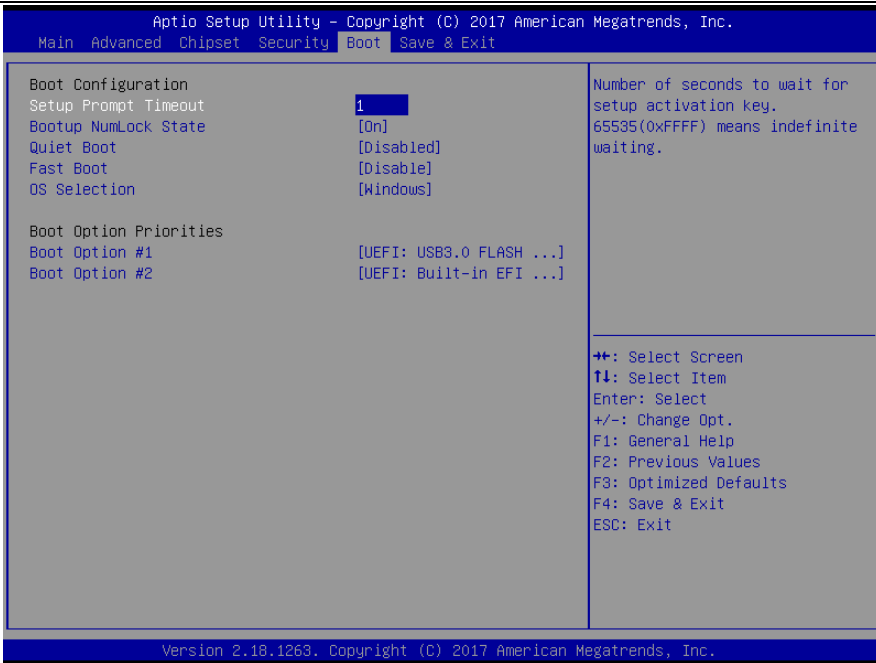 Aptio Setup Utility – Copyright (C) 2017 American Megatrends, Inc.
Main Advanced Chipset Security Boot Save & Exit
Boot Configuration
Setup Prompt Timeout 1
Bootup NumLock State [On]
Quiet Boot [Disabled]
Fast Boot [Disable]
OS Selection [Windows]
Boot Option Priorities
Boot Option #1 [UEFI: USB3.0 FLASH ...]
Boot Option #2 [UEFI: Built-in EFI ...]
Number of seconds to wait for
setup activation key.
65535(0xFFFF) means indefinite
waiting.
→←: Select Screen
↑↓: Select Item
Enter: Select
+/-: Change Opt.
F1: General Help
F2: Previous Values
F3: Optimized Defaults
F4: Save & Exit
ESC: Exit
Version 2.18.1263. Copyright (C) 2017 American Megatrends, Inc.